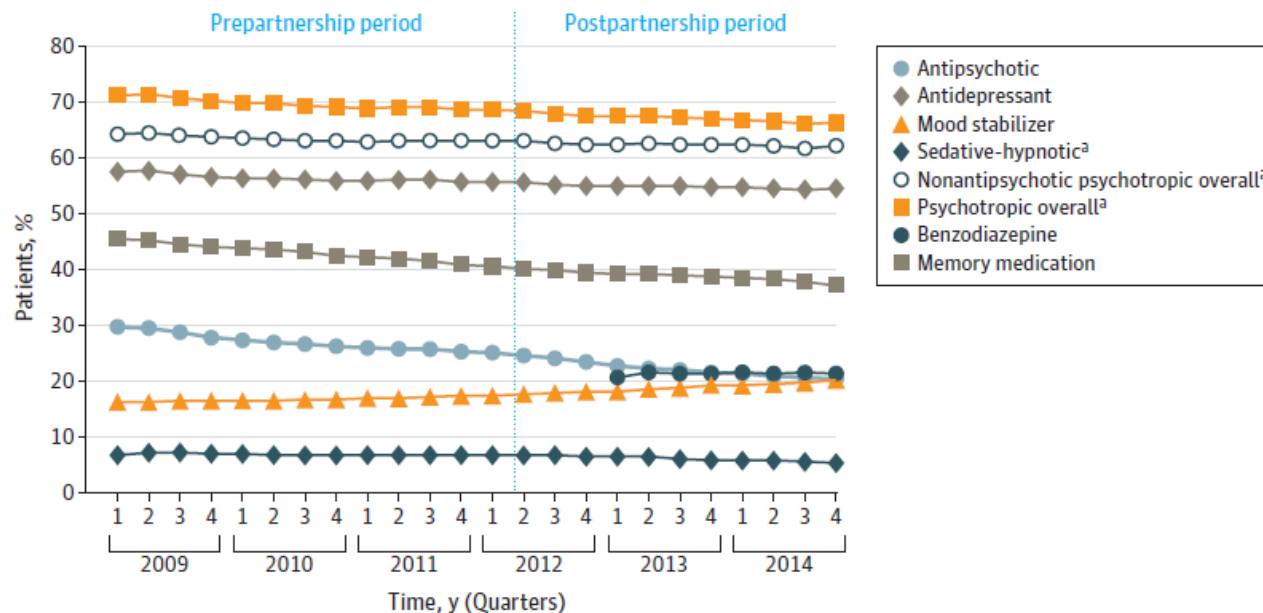 Prepartnership period
Postpartnership period
80
70
60
50
40
30
20
10
0
Patients, %
1 2 3 4 1 2 3 4 1 2 3 4 1 2 3 4 1 2 3 4 1 2 3 4
2009 2010 2011 2012 2013 2014
Time, y (Quarters)
Antipsychotic
Antidepressant
Mood stabilizer
Sedative-hypnoticª
Nonantipsychotic psychotropic overall
Psychotropic overallª
Benzodiazepine
Memory medication